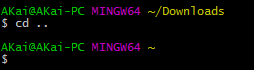 AKai@AKai-PC MINGW64 ~/Downloads
$ cd ..
AKai@AKai-PC MINGW64 ~
$